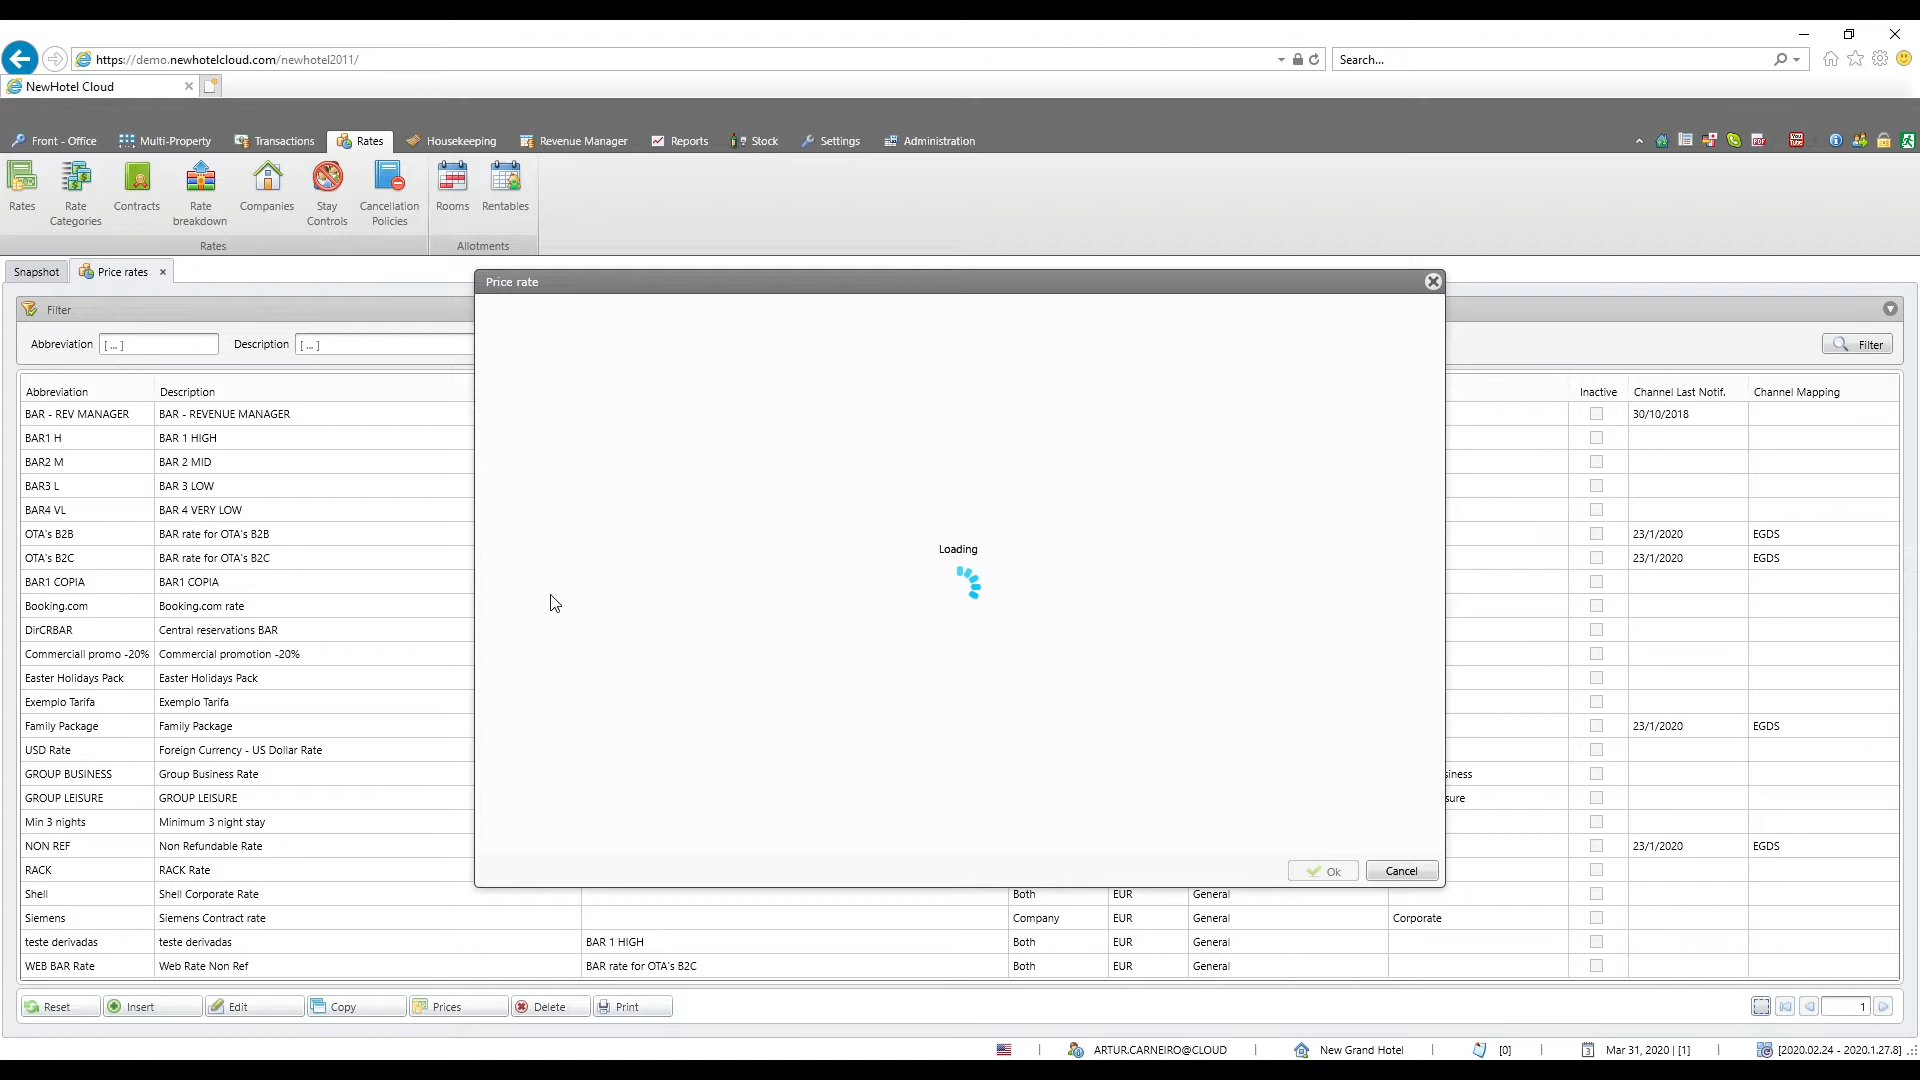 https://demo.newhotelcloud.com/newhotel2011/
Search...
NewHotel Cloud
Front - Office Multi-Property Transactions Rates Housekeeping Revenue Manager Reports Stock Settings Administration
Rates
Rate Categories
Contracts
Rate breakdown
Companies
Stay Controls
Cancellation Policies
Rooms
Rentables
Rates Allotments
Snapshot Price rates
Price rate
Filter
Abbreviation [ ... ] Description [ ... ] Filter
Abbreviation Description Inactive Channel Last Notif. Channel Mapping
BAR - REV MANAGER BAR - REVENUE MANAGER 30/10/2018
BAR1 H BAR 1 HIGH
BAR2 M BAR 2 MID
BAR3 L BAR 3 LOW
BAR4 VL BAR 4 VERY LOW
OTA's B2B BAR rate for OTA's B2B 23/1/2020 EGDS
Loading
OTA's B2C BAR rate for OTA's B2C 23/1/2020 EGDS
BAR1 COPIA BAR1 COPIA
Booking.com Booking.com rate
DirCRBAR Central reservations BAR
Commerciall promo -20% Commercial promotion -20%
Easter Holidays Pack Easter Holidays Pack
Exemplo Tarifa Exemplo Tarifa
Family Package Family Package 23/1/2020 EGDS
USD Rate Foreign Currency - US Dollar Rate
GROUP BUSINESS Group Business Rate siness
GROUP LEISURE GROUP LEISURE sure
Min 3 nights Minimum 3 night stay
NON REF Non Refundable Rate 23/1/2020 EGDS
RACK RACK Rate
Ok Cancel
Shell Shell Corporate Rate Both EUR General
Siemens Siemens Contract rate Company EUR General Corporate
teste derivadas teste derivadas BAR 1 HIGH Both EUR General
WEB BAR Rate Web Rate Non Ref BAR rate for OTA's B2C Both EUR General
Reset Insert Edit Copy Prices Delete Print 1
ARTUR.CARNEIRO@CLOUD | New Grand Hotel | [0] | Mar 31, 2020 | [1] | [2020.02.24 - 2020.1.27.8]